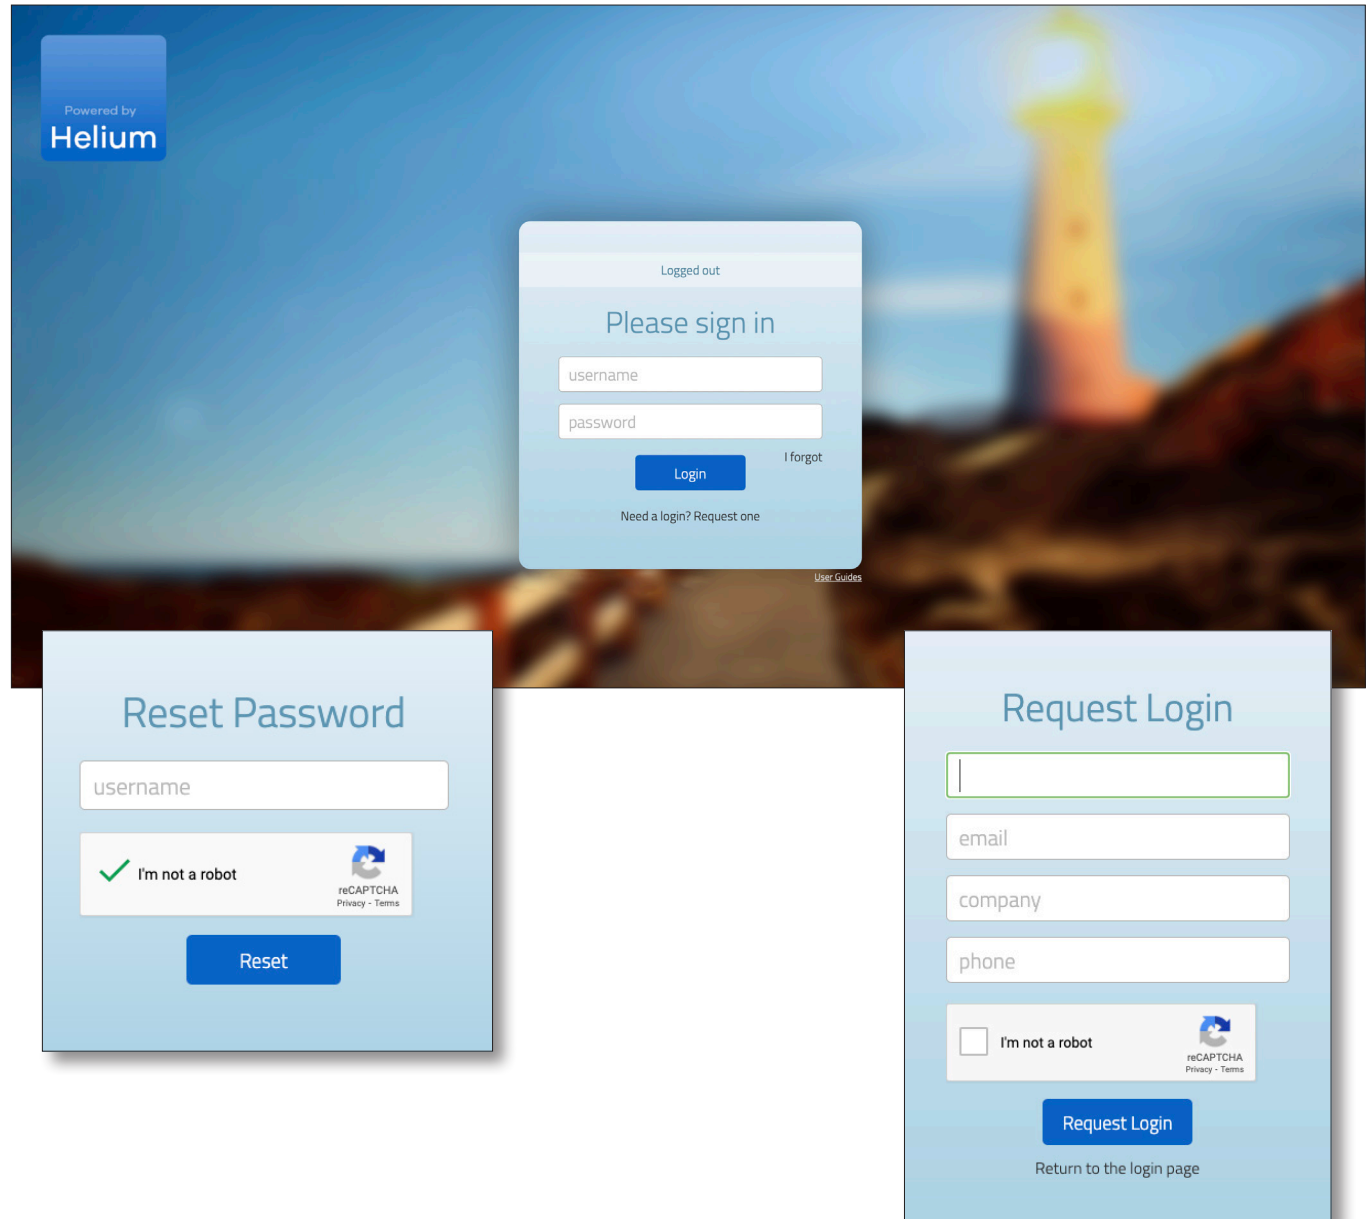 Powered by
Helium
Logged out
Please sign in
username
password
I forgot
Login
Need a login? Request one
User Guides
Reset Password
username
I'm not a robot
reCAPTCHA
Privacy - Terms
Reset
Request Login
email
company
phone
I'm not a robot
reCAPTCHA
Privacy - Terms
Request Login
Return to the login page